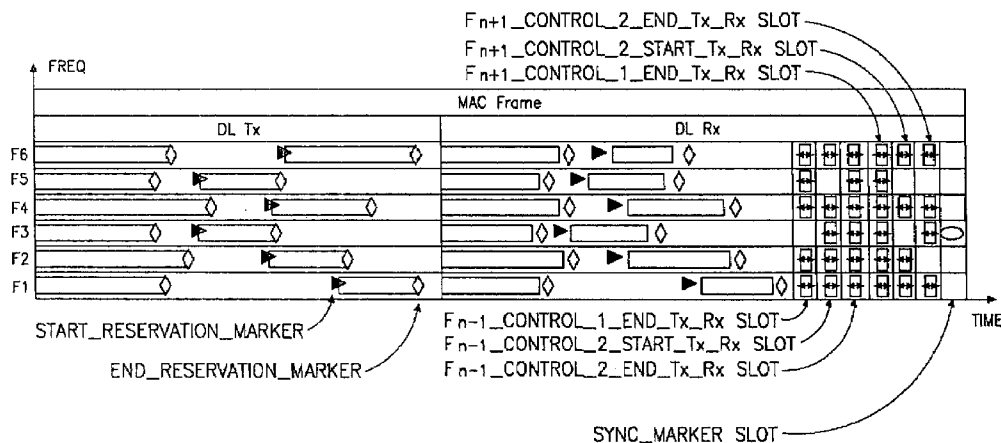 Fn+1_CONTROL_2_END_Tx_Rx SLOT
Fn+1_CONTROL_2_START_Tx_Rx SLOT
Fn+1_CONTROL_1_END_Tx_Rx SLOT
FREQ
MAC Frame
DL Tx
DL Rx
F6
F5
F4
F3
F2
F1
TIME
START_RESERVATION_MARKER
END_RESERVATION_MARKER
Fn-1_CONTROL_1_END_Tx_Rx SLOT
Fn-1_CONTROL_2_START_Tx_Rx SLOT
Fn-1_CONTROL_2_END_Tx_Rx SLOT
SYNC_MARKER SLOT